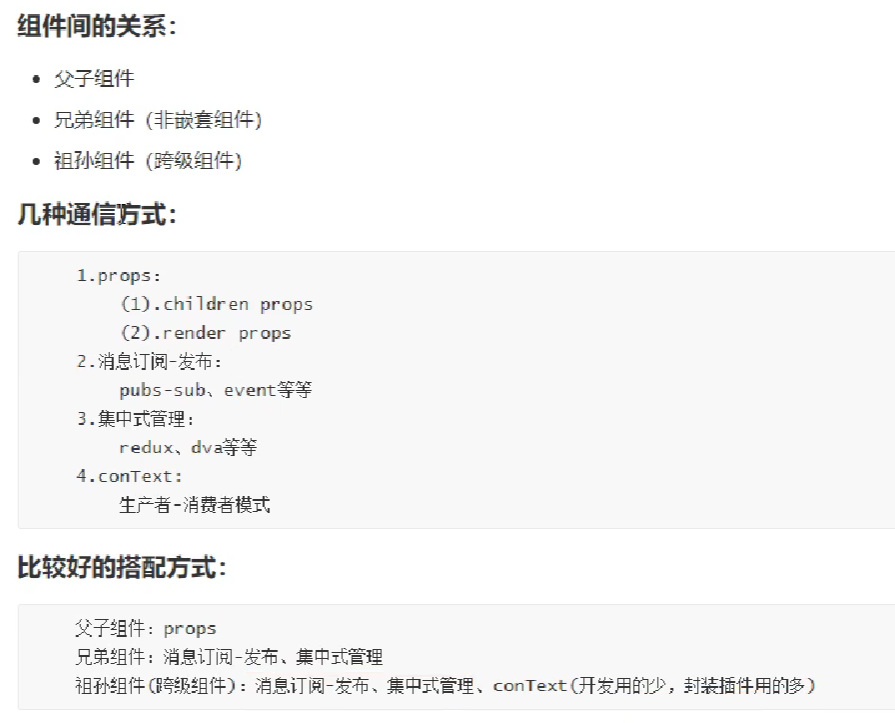 组件间的关系：
父子组件
兄弟组件（非嵌套组件）
祖孙组件（跨级组件）
几种通信方式：
1.props：
(1).children props
(2).render props
2.消息订阅-发布：
pubs-sub、event等等
3.集中式管理：
redux、dva等等
4.conText:
生产者-消费者模式
比较好的搭配方式：
父子组件：props
兄弟组件：消息订阅-发布、集中式管理
祖孙组件(跨级组件)：消息订阅-发布、集中式管理、conText(开发用的少，封装插件用的多)